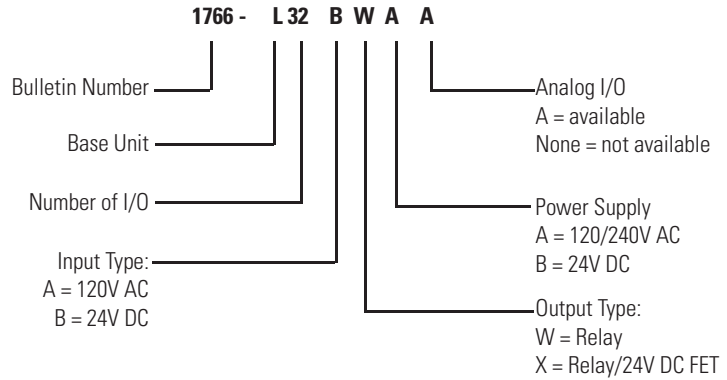 1766 - L 32 B W A A
Bulletin Number
Base Unit
Number of I/O
Input Type:
A = 120V AC
B = 24V DC
Analog I/O
A = available
None = not available
Power Supply
A = 120/240V AC
B = 24V DC
Output Type:
W = Relay
X = Relay/24V DC FET